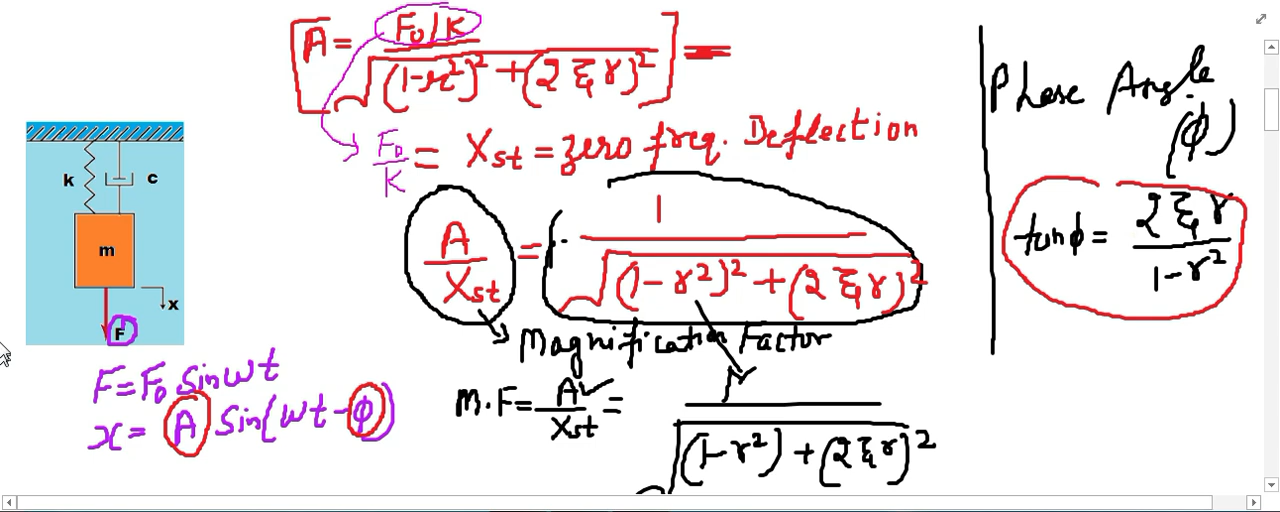 A = F₀/K / √((1-r²)² + (2ξr)²) =
F₀/K = Xst = zero freq. Deflection
A/Xst = 1 / √((1-r²)² + (2ξr)²)
Magnification Factor
M.F = A/Xst = 1 / √((1-r²) + (2ξr)²
k c
m
x
F
F = F₀ sinωt
x = A sin(ωt - ϕ)
Phase Angle
(ϕ)
tanϕ = 2ξr / 1-r²